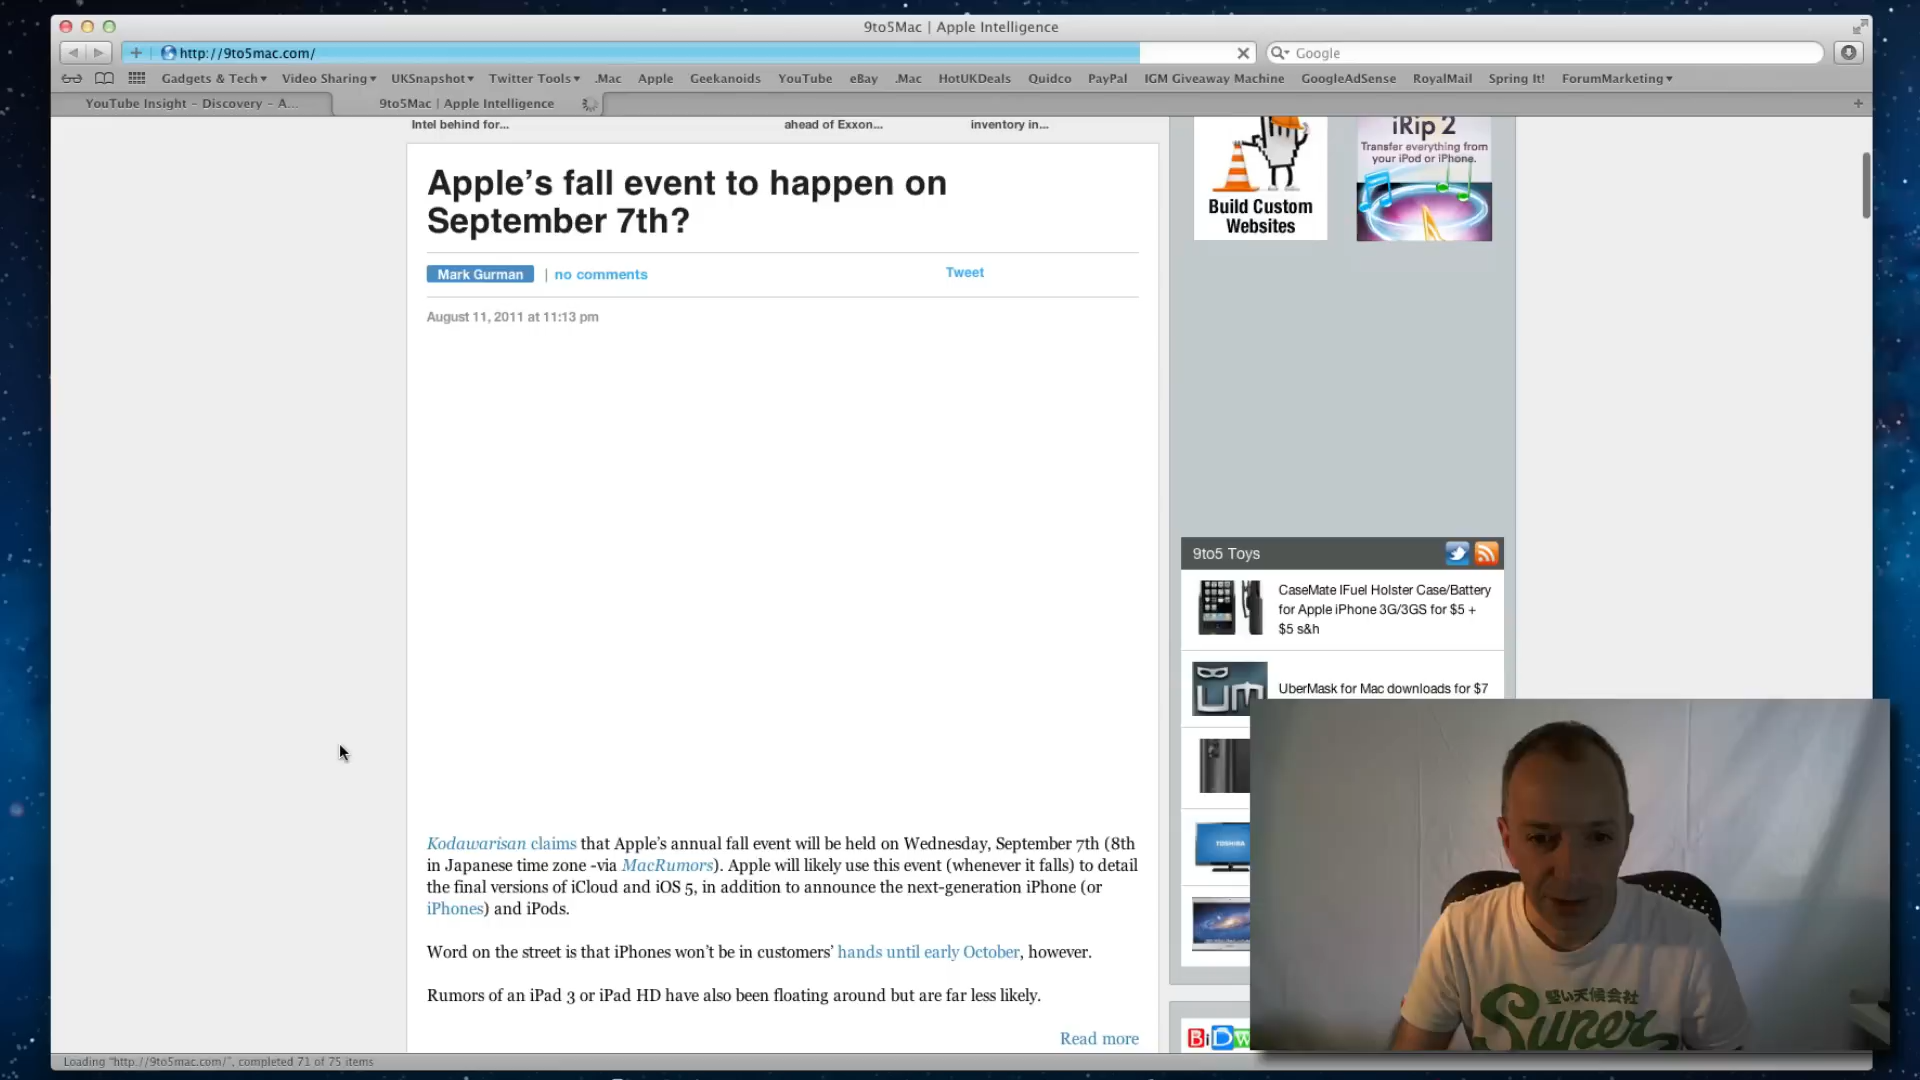 9to5Mac | Apple Intelligence
http://9to5mac.com/
Google
Gadgets & Tech
Video Sharing
UKSnapshot
Twitter Tools
.Mac
Apple
Geekanoids
YouTube
eBay
.Mac
HotUKDeals
Quidco
PayPal
IGM Giveaway Machine
GoogleAdSense
RoyalMail
Spring It!
ForumMarketing
YouTube Insight – Discovery – A...
9to5Mac | Apple Intelligence
Intel behind for...
ahead of Exxon...
inventory in...
Apple’s fall event to happen on
September 7th?
Mark Gurman | no comments
Tweet
August 11, 2011 at 11:13 pm
Kodawarisan claims that Apple’s annual fall event will be held on Wednesday, September 7th (8th
in Japanese time zone -via MacRumors). Apple will likely use this event (whenever it falls) to detail
the final versions of iCloud and iOS 5, in addition to announce the next-generation iPhone (or
iPhones) and iPods.
Word on the street is that iPhones won’t be in customers’ hands until early October, however.
Rumors of an iPad 3 or iPad HD have also been floating around but are far less likely.
Read more
Build Custom
Websites
iRip 2
Transfer everything from
your iPod or iPhone.
9to5 Toys
CaseMate IFuel Holster Case/Battery
for Apple iPhone 3G/3GS for $5 +
$5 s&h
um
UberMask for Mac downloads for $7
TOSHIBA
BiDW
堅い天候会社
Super
Loading “http://9to5mac.com/”, completed 71 of 75 items